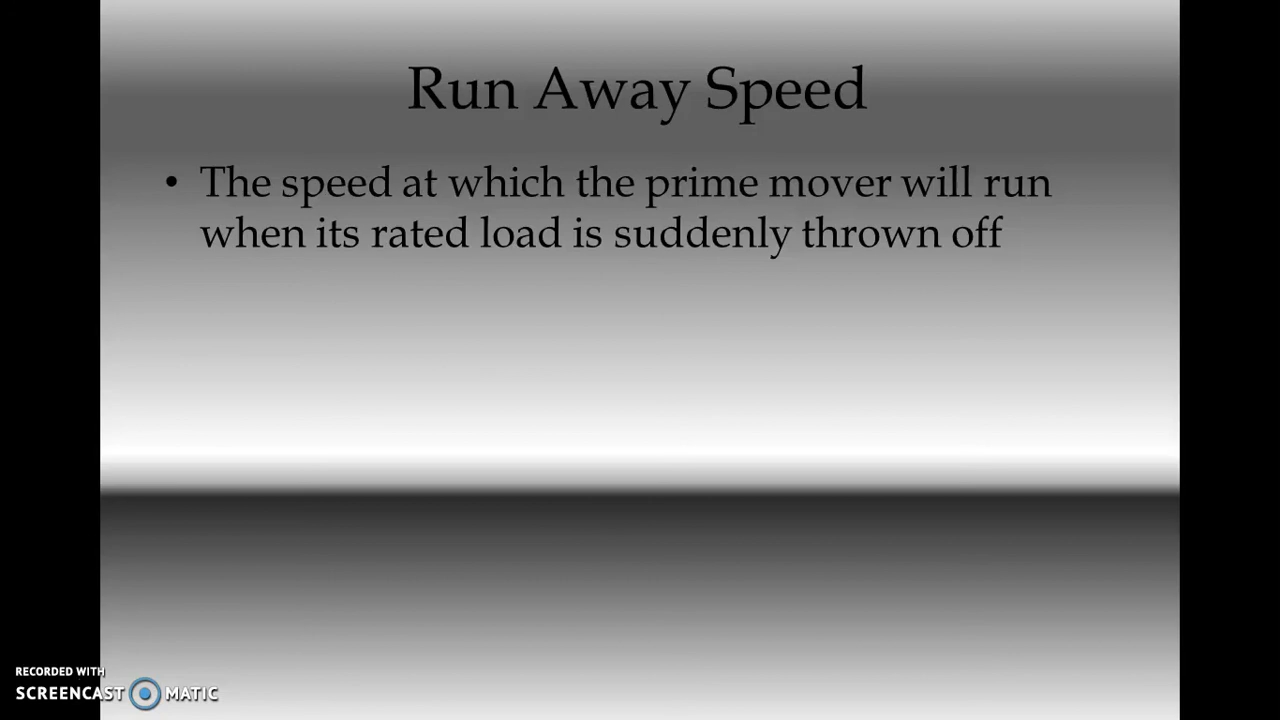 Run Away Speed
• The speed at which the prime mover will run
when its rated load is suddenly thrown off
RECORDED WITH
SCREENCAST MATIC